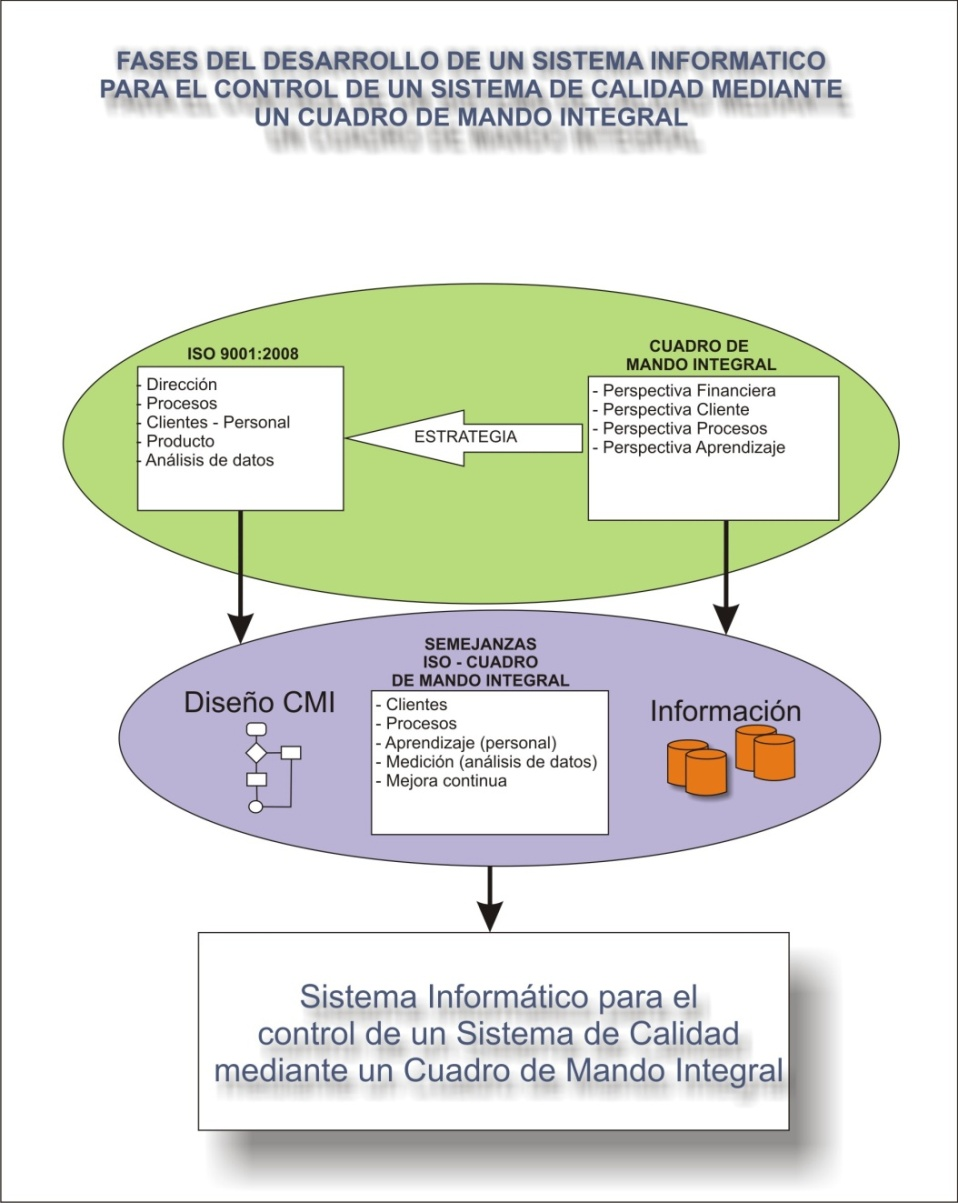 FASES DEL DESARROLLO DE UN SISTEMA INFORMATICO
PARA EL CONTROL DE UN SISTEMA DE CALIDAD MEDIANTE
UN CUADRO DE MANDO INTEGRAL
ISO 9001:2008
- Dirección
- Procesos
- Clientes - Personal
- Producto
- Análisis de datos
ESTRATEGIA
CUADRO DE
MANDO INTEGRAL
- Perspectiva Financiera
- Perspectiva Cliente
- Perspectiva Procesos
- Perspectiva Aprendizaje
Diseño CMI
SEMEJANZAS
ISO - CUADRO
DE MANDO INTEGRAL
- Clientes
- Procesos
- Aprendizaje (personal)
- Medición (análisis de datos)
- Mejora continua
Información
Sistema Informático para el
control de un Sistema de Calidad
mediante un Cuadro de Mando Integral